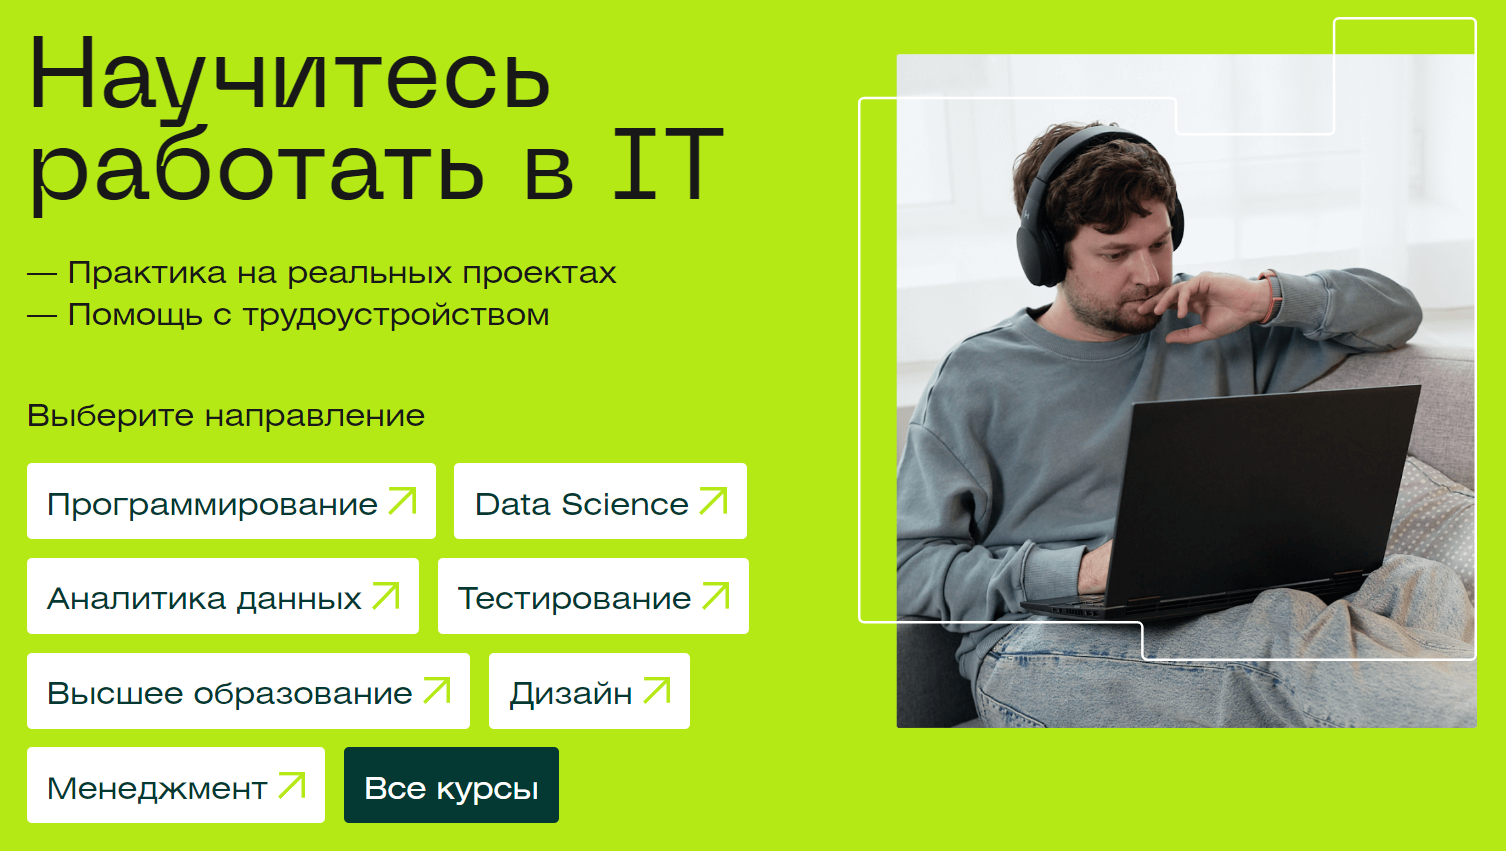 Научитесь
работать в IT
— Практика на реальных проектах
— Помощь с трудоустройством
Выберите направление
Программирование
Data Science
Аналитика данных
Тестирование
Высшее образование
Дизайн
Менеджмент
Все курсы